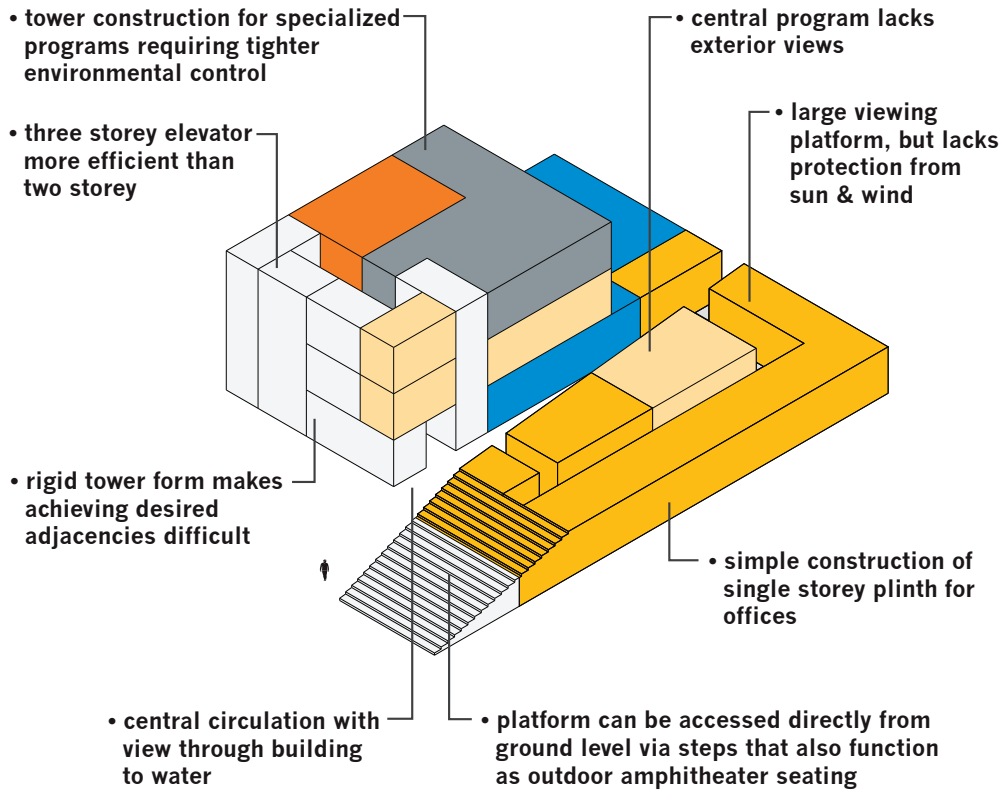 • tower construction for specialized
programs requiring tighter
environmental control
• central program lacks
exterior views
• three storey elevator
more efficient than
two storey
• large viewing
platform, but lacks
protection from
sun & wind
• rigid tower form makes
achieving desired
adjacencies difficult
• simple construction of
single storey plinth for
offices
• central circulation with
view through building
to water
• platform can be accessed directly from
ground level via steps that also function
as outdoor amphitheater seating